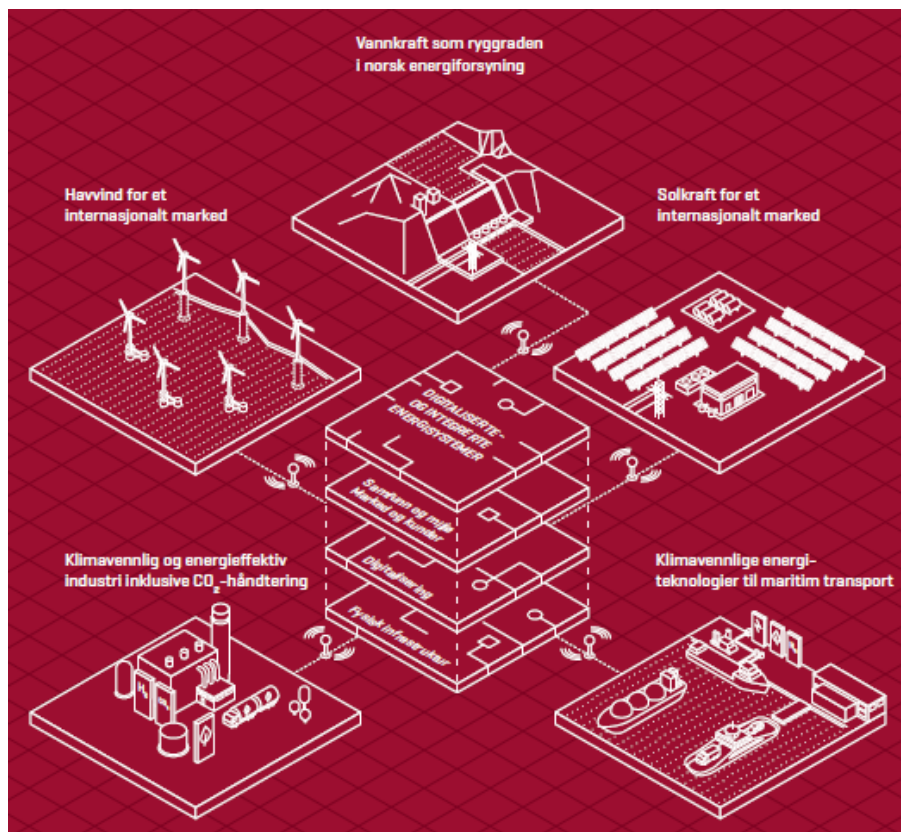 Vannkraft som ryggraden
i norsk energiforsyning
Havvind for et
internasjonalt marked
Solkraft for et
internasjonalt marked
DIGITALISERTE
OG INTEGRERTE
ENERGISYSTEMER
Samfunn og miljø
Marked og kunder
Digitalisering
Fysisk infrastruktur
Klimavennlig og energieffektiv
industri inklusive CO₂-håndtering
Klimavennlige energi-
teknologier til maritim transport